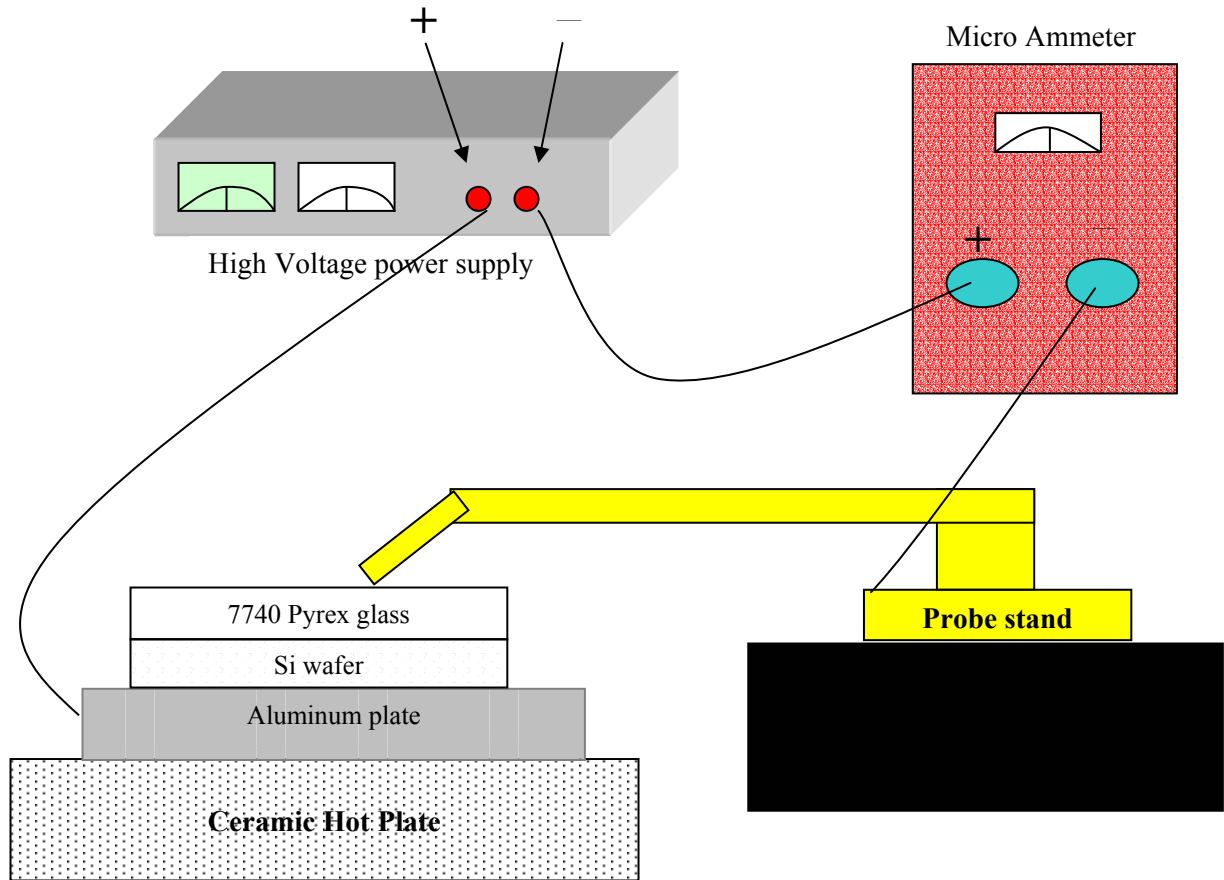 + −
Micro Ammeter
High Voltage power supply
+ −
7740 Pyrex glass
Si wafer
Aluminum plate
Ceramic Hot Plate
Probe stand